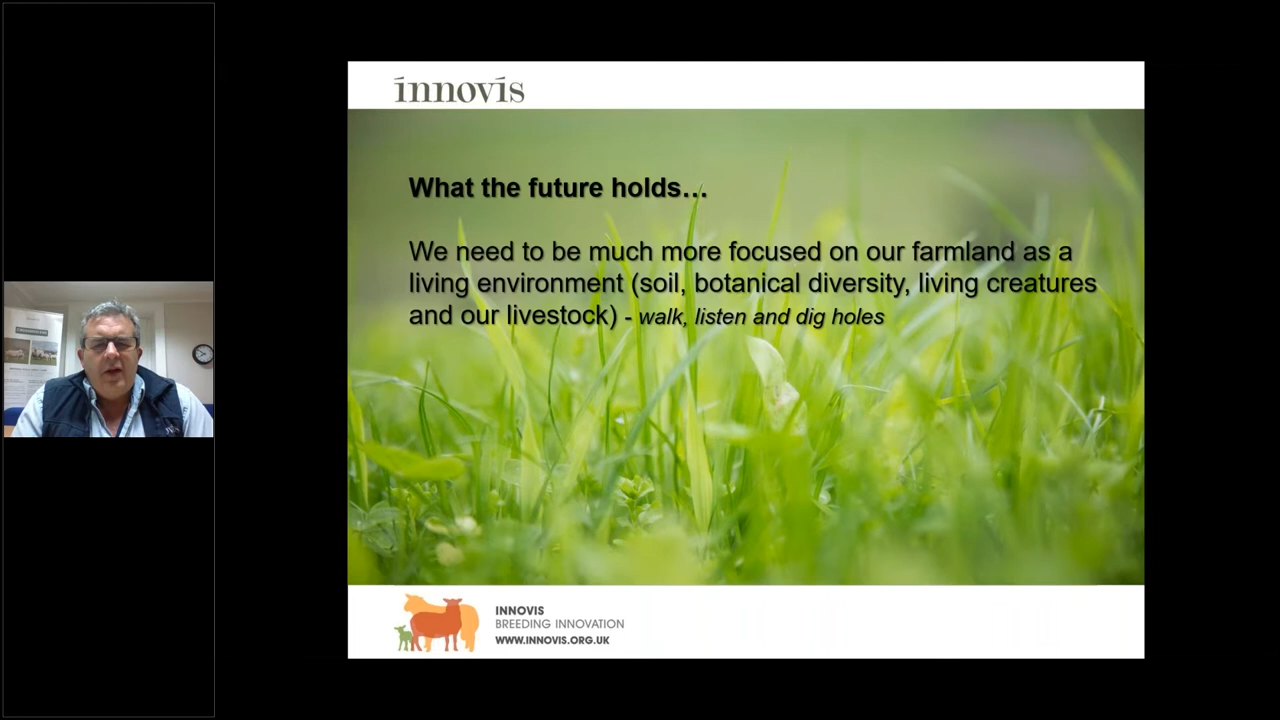 innovis
What the future holds…
We need to be much more focused on our farmland as a
living environment (soil, botanical diversity, living creatures
and our livestock) - walk, listen and dig holes
INNOVIS
BREEDING INNOVATION
WWW.INNOVIS.ORG.UK